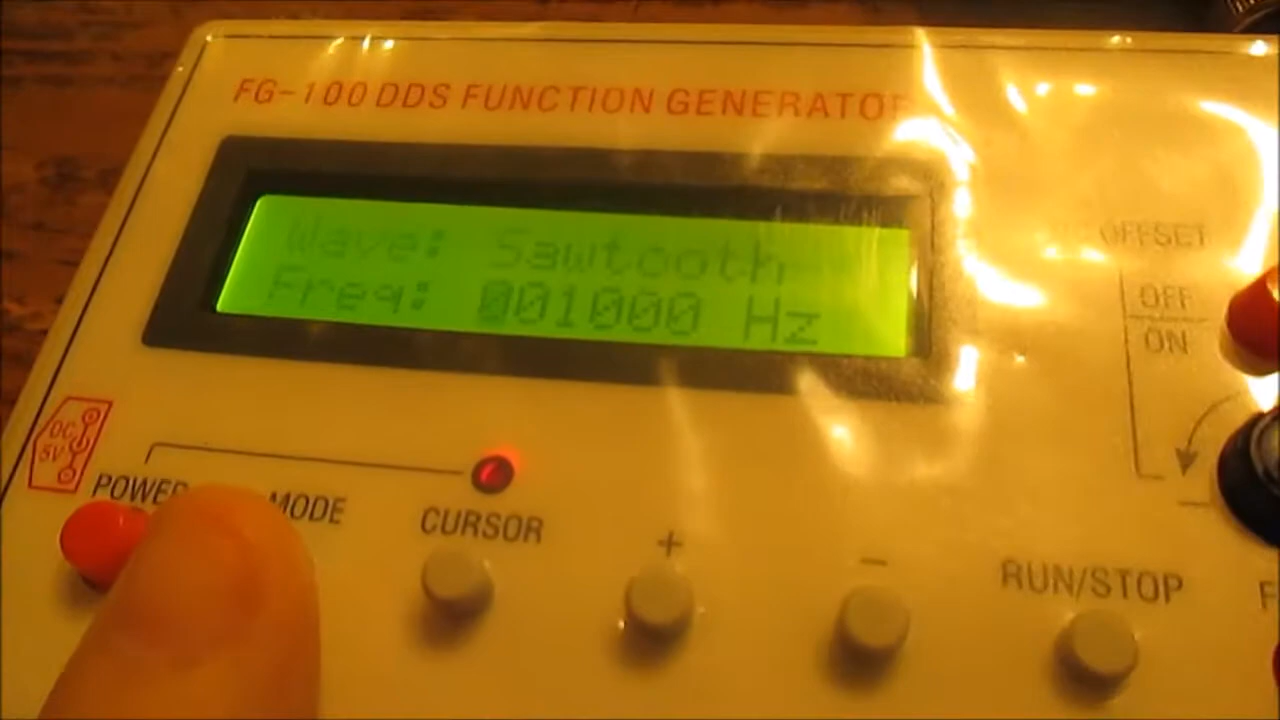 FG-100 DDS FUNCTION GENERATOR
Wave: Sawtooth
Freq: 001000 Hz
OFFSET
OFF
ON
DC
5V
POWER
MODE
CURSOR
+
−
RUN/STOP